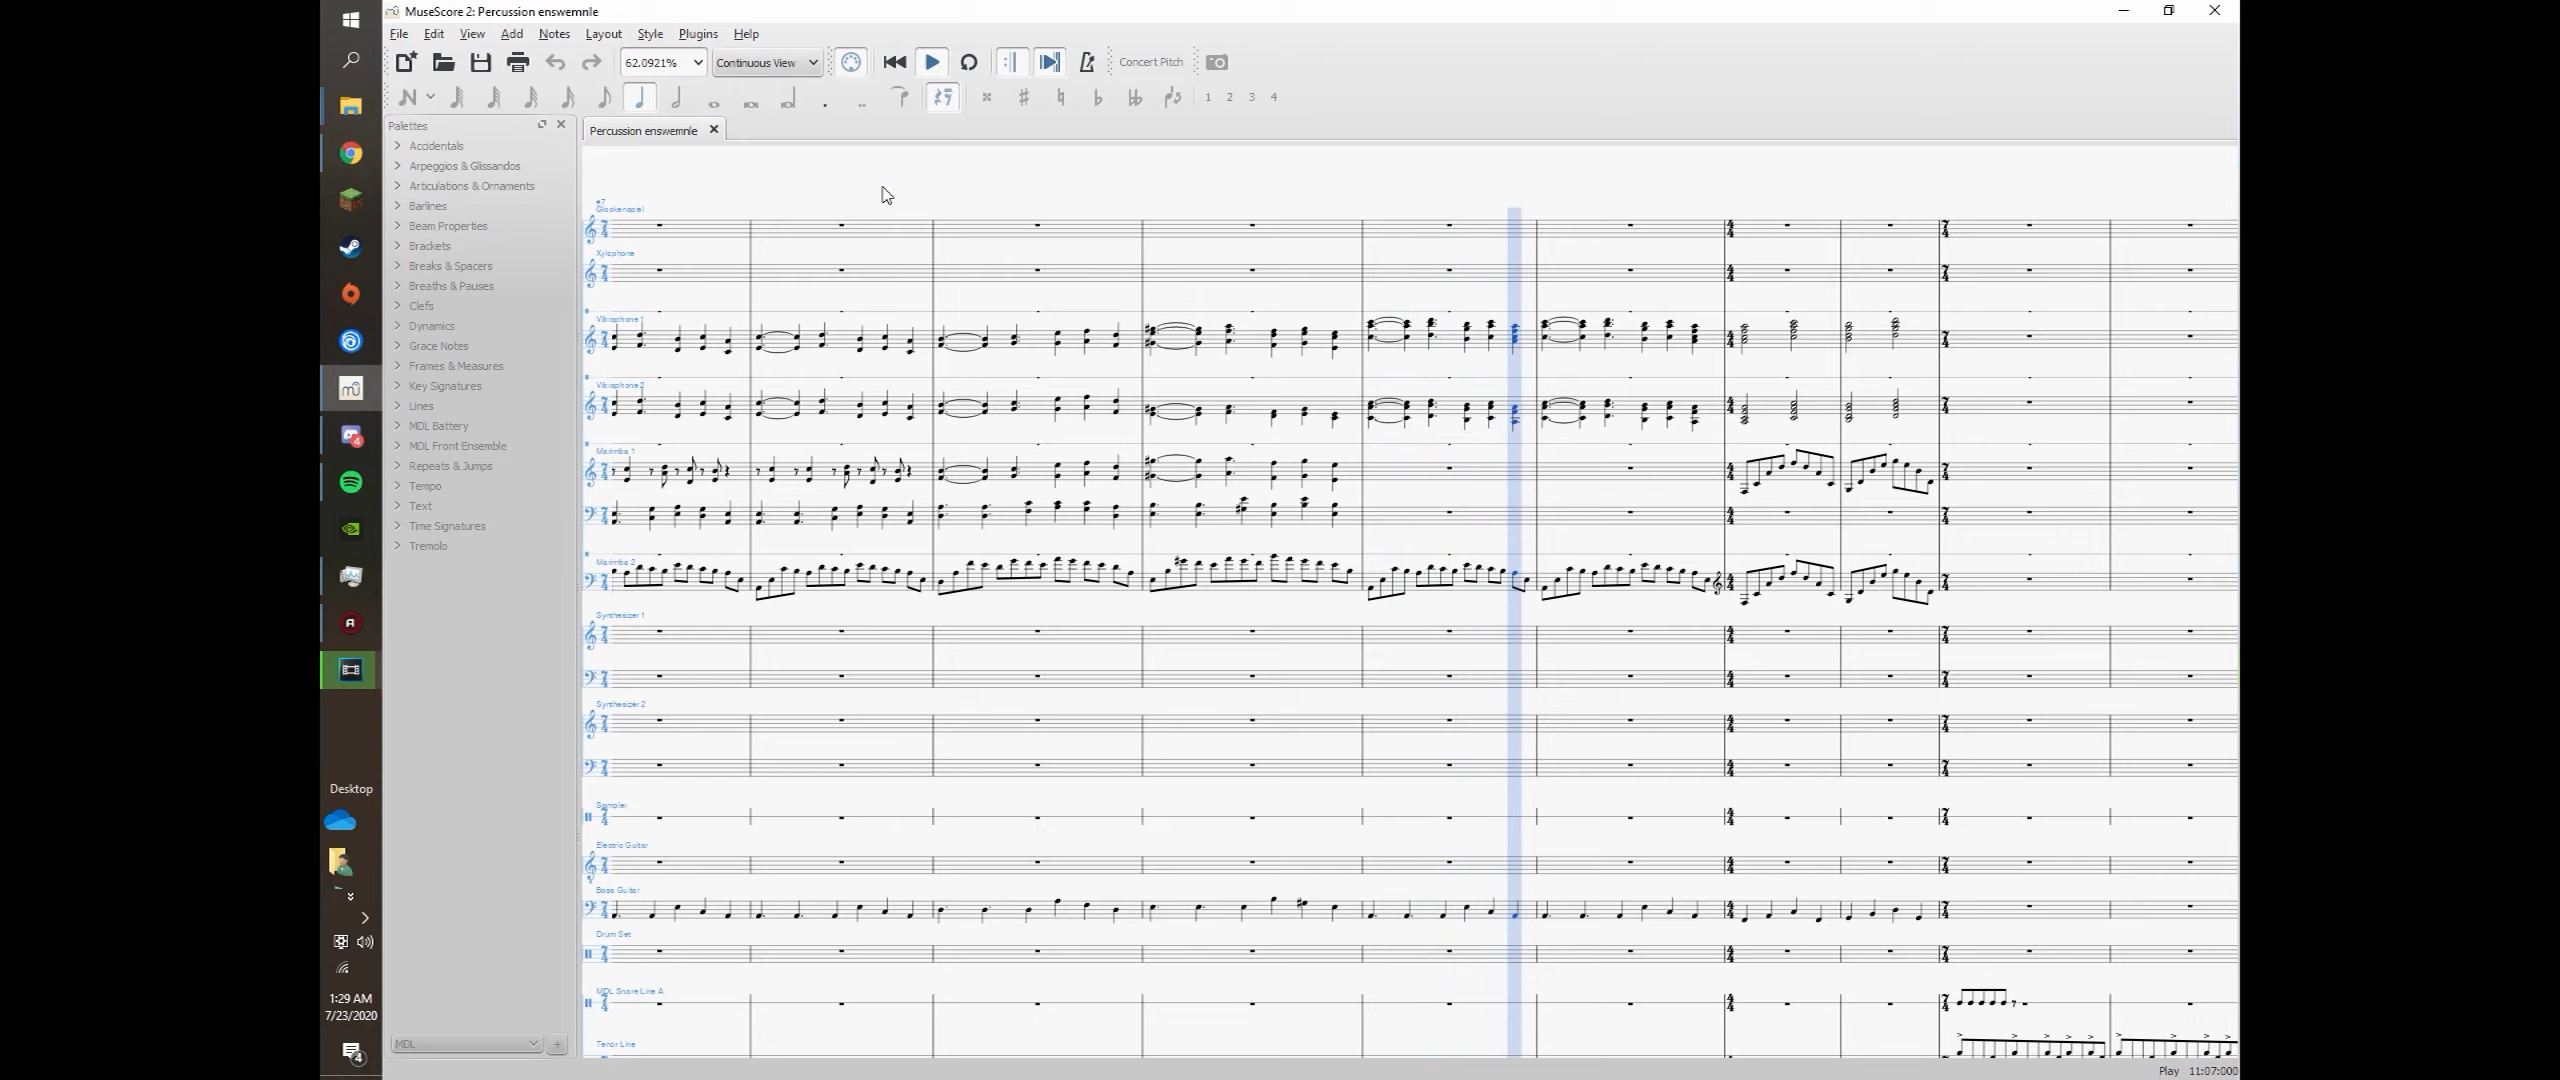 MuseScore 2: Percussion enswemnle
File Edit View Add Notes Layout Style Plugins Help
62.0921%
Continuous View
Concert Pitch
1 2 3 4
Palettes
Percussion enswemnle
Accidentals
Arpeggios & Glissandos
Articulations & Ornaments
Barlines
Beam Properties
Brackets
Breaks & Spacers
Breaths & Pauses
Clefs
Dynamics
Grace Notes
Frames & Measures
Key Signatures
Lines
MDL Battery
MDL Front Ensemble
Repeats & Jumps
Tempo
Text
Time Signatures
Tremolo
MDL
Glockenspiel
Xylophone
Vibraphone 1
Vibraphone 2
Marimba 1
Marimba 2
Synthesizer 1
Synthesizer 2
Sampler
Electric Guitar
Bass Guitar
Drum Set
MDL Snare Line A
Tenor Line
Desktop
1:29 AM
7/23/2020
4
Play 11:07:000